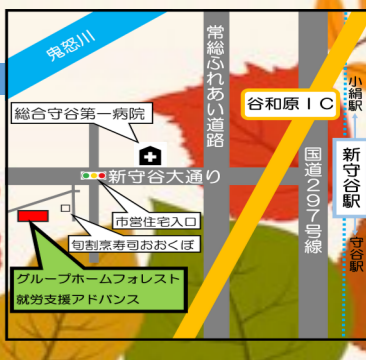 鬼怒川
常総ふれあい道路
小絹駅
谷和原IC
総合守谷第一病院
国道297号線
新守谷駅
新守谷大通り
市営住宅入口
守谷駅
旬割烹寿司おおくぼ
グループホームフォレスト
就労支援アドバンス